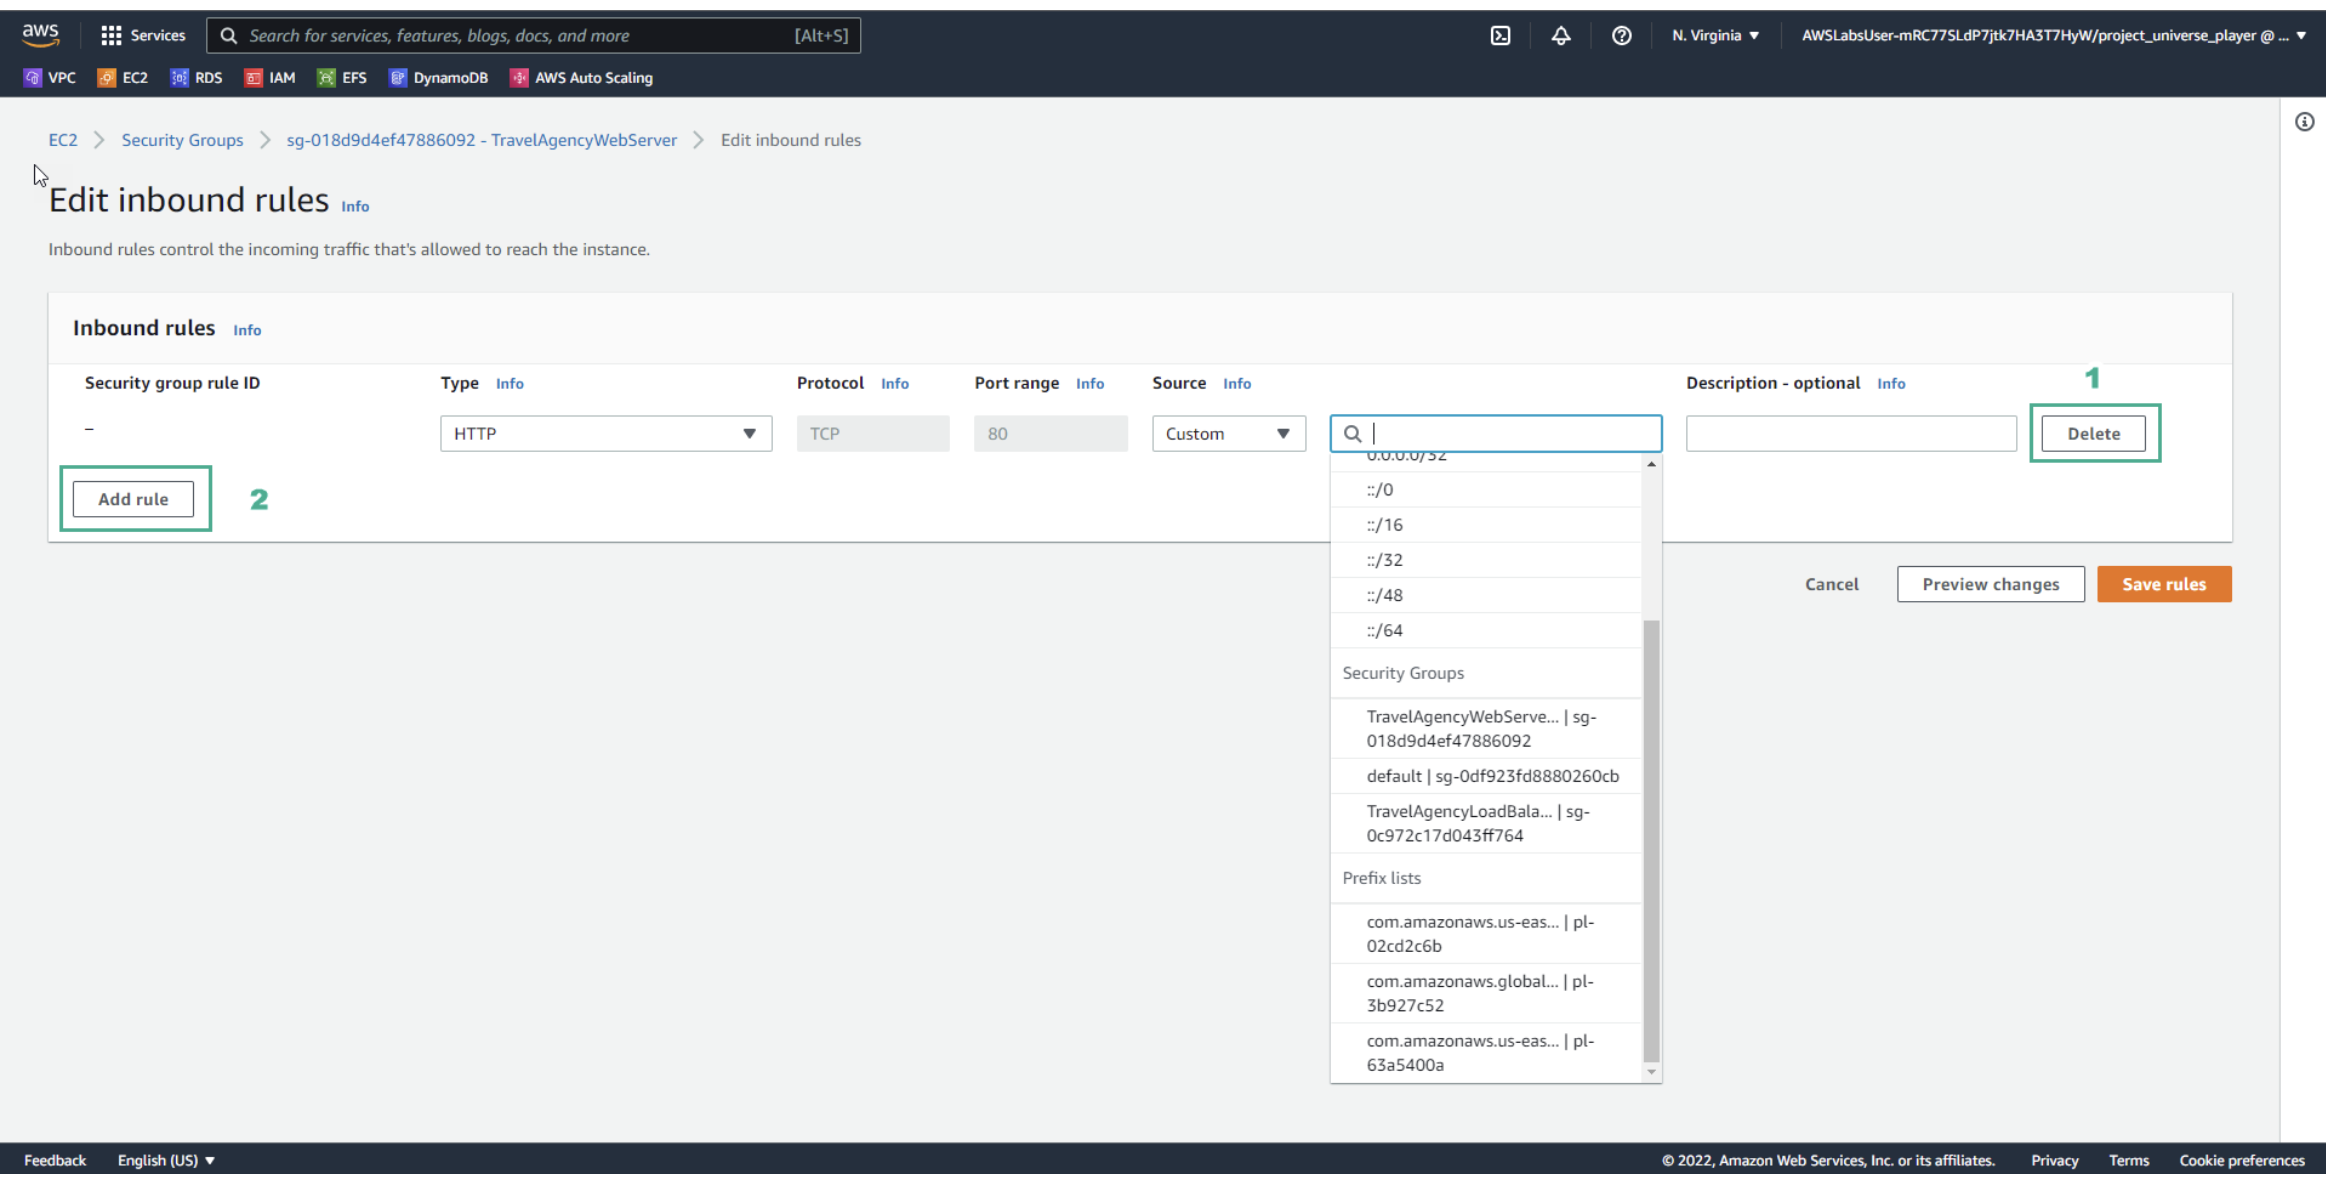 aws Services Search for services, features, blogs, docs, and more [Alt+S] N. Virginia ▼ AWSLabsUser-mRC77SLdP7jtk7HA3T7HyW/project_universe_player @ ... ▼
VPC EC2 RDS IAM EFS DynamoDB AWS Auto Scaling
EC2 > Security Groups > sg-018d9d4ef47886092 - TravelAgencyWebServer > Edit inbound rules
Edit inbound rules Info
Inbound rules control the incoming traffic that's allowed to reach the instance.
Inbound rules Info
Security group rule ID Type Info Protocol Info Port range Info Source Info Description - optional Info 1
– HTTP ▼ TCP 80 Custom ▼ Delete
Add rule 2
0.0.0.0/32
::/0
::/16
::/32
::/48
::/64
Security Groups
TravelAgencyWebServe... | sg-
018d9d4ef47886092
default | sg-0df923fd8880260cb
TravelAgencyLoadBala... | sg-
0c972c17d043ff764
Prefix lists
com.amazonaws.us-eas... | pl-
02cd2c6b
com.amazonaws.global... | pl-
3b927c52
com.amazonaws.us-eas... | pl-
63a5400a
Cancel Preview changes Save rules
Feedback English (US) ▼ © 2022, Amazon Web Services, Inc. or its affiliates. Privacy Terms Cookie preferences